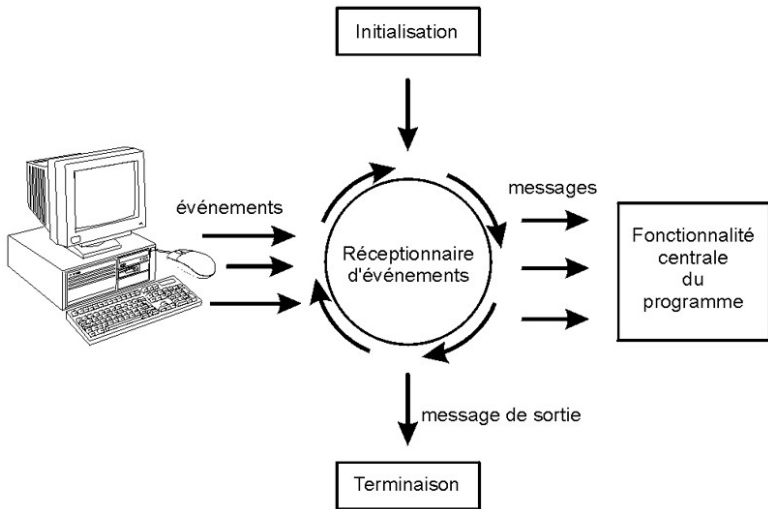 Initialisation
événements
messages
Réceptionnaire
d'événements
Fonctionnalité
centrale
du
programme
message de sortie
Terminaison